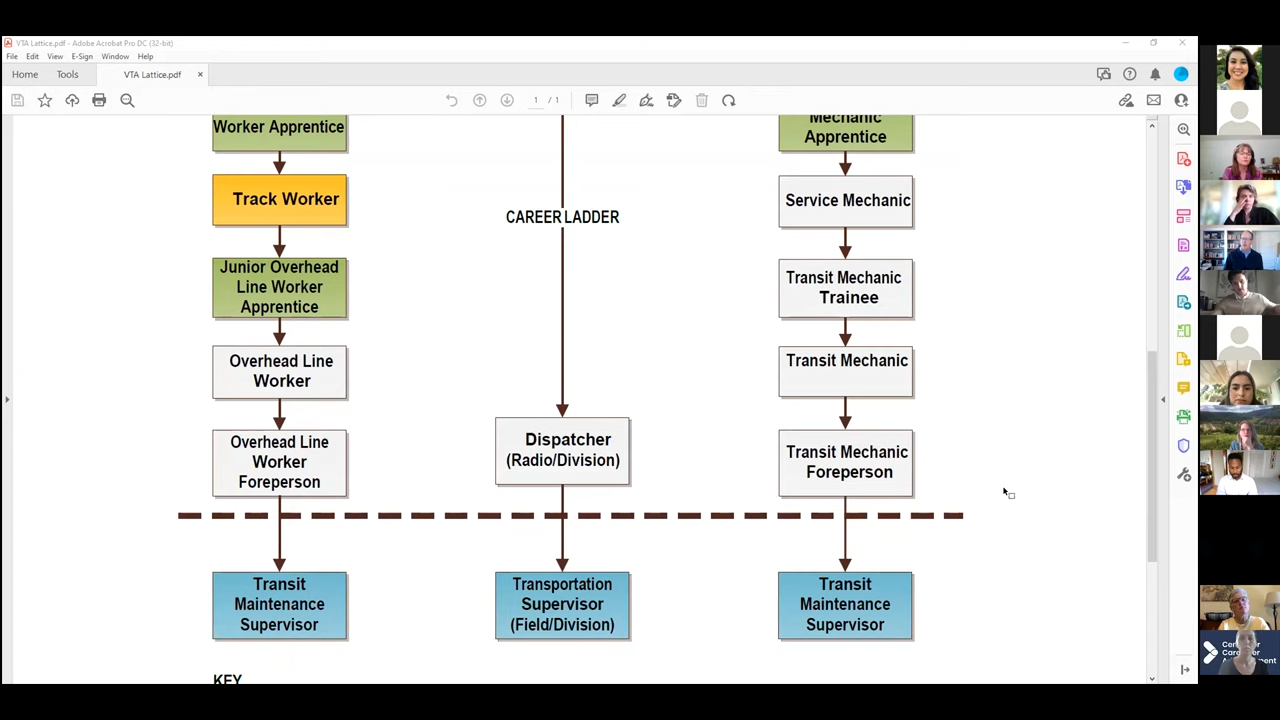 VTA Lattice.pdf - Adobe Acrobat Pro DC (32-bit)
File Edit View E-Sign Window Help
Home Tools VTA Lattice.pdf ×
1 / 1
Worker Apprentice
Track Worker
Junior Overhead
Line Worker
Apprentice
Overhead Line
Worker
Overhead Line
Worker
Foreperson
Transit
Maintenance
Supervisor
CAREER LADDER
Dispatcher
(Radio/Division)
Transportation
Supervisor
(Field/Division)
Mechanic
Apprentice
Service Mechanic
Transit Mechanic
Trainee
Transit Mechanic
Transit Mechanic
Foreperson
Transit
Maintenance
Supervisor
KEY